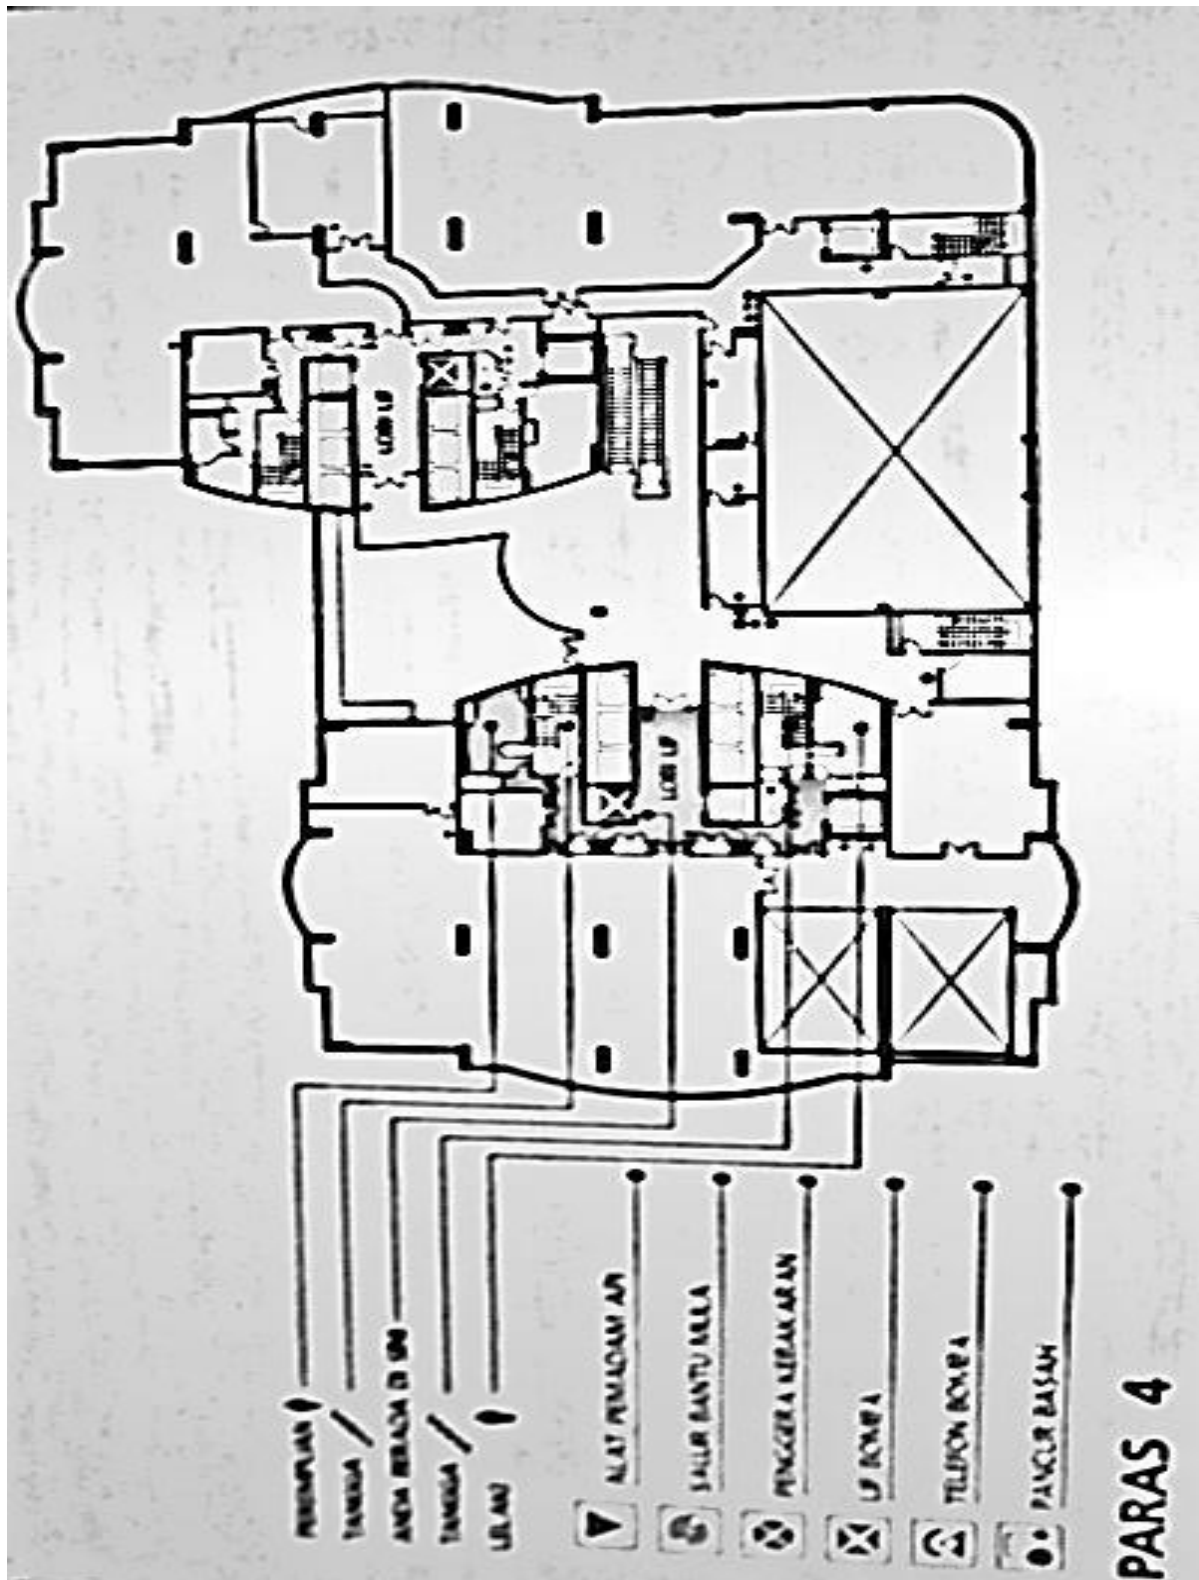 LOBI LIF
LOBI LIF
PEREMPUAN
TANGGA
ANDA BERADA DI SINI
TANGGA
LELAKI
ALAT PEMADAM API
SALUR BANTU MULA
PENGGERA KEBAKARAN
LIF BOMBA
TELEFON BOMBA
PANCUR BASAH
PARAS 4